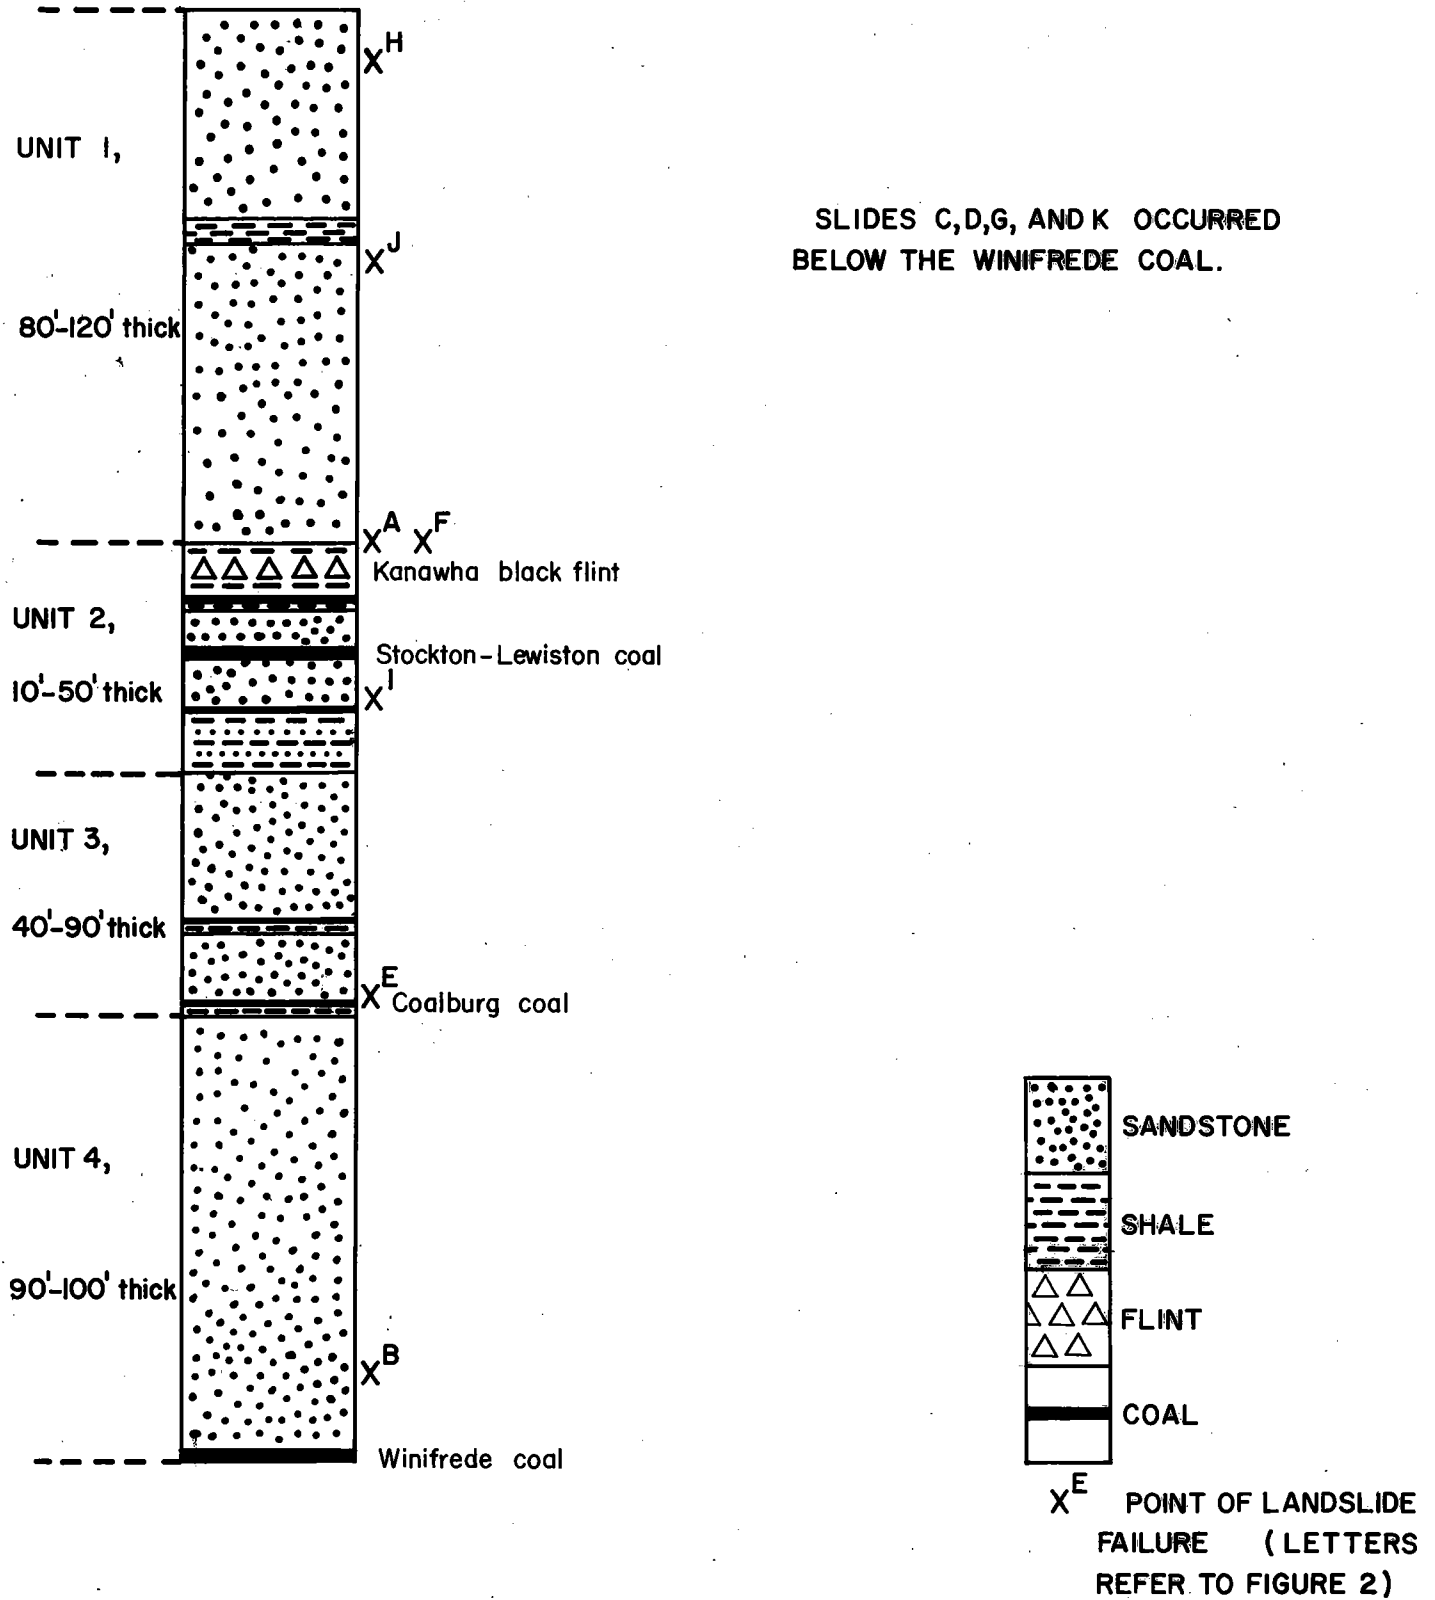 H
UNIT 1,
SLIDES C,D,G, AND K OCCURRED
BELOW THE WINIFREDE COAL.
X H
X J
80'-120' thick
X A X F
Kanawha black flint
UNIT 2,
Stockton-Lewiston coal
10'-50' thick
X I
UNIT 3,
40'-90' thick
X E
Coalburg coal
UNIT 4,
90'-100' thick
X B
Winifrede coal
SANDSTONE
SHALE
FLINT
COAL
X E POINT OF LANDSLIDE
FAILURE (LETTERS
REFER TO FIGURE 2)